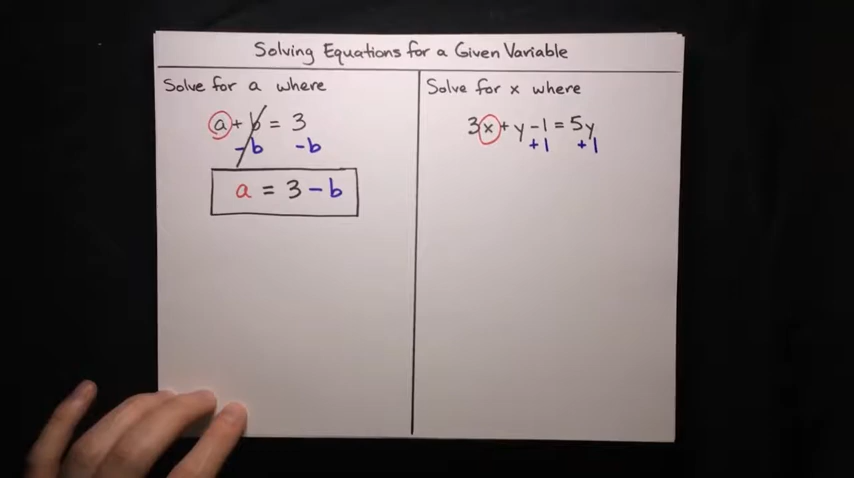 Solving Equations for a Given Variable
Solve for a where
a + b = 3
-b -b
a = 3 - b
Solve for x where
3x + y - 1 = 5y
+1 +1